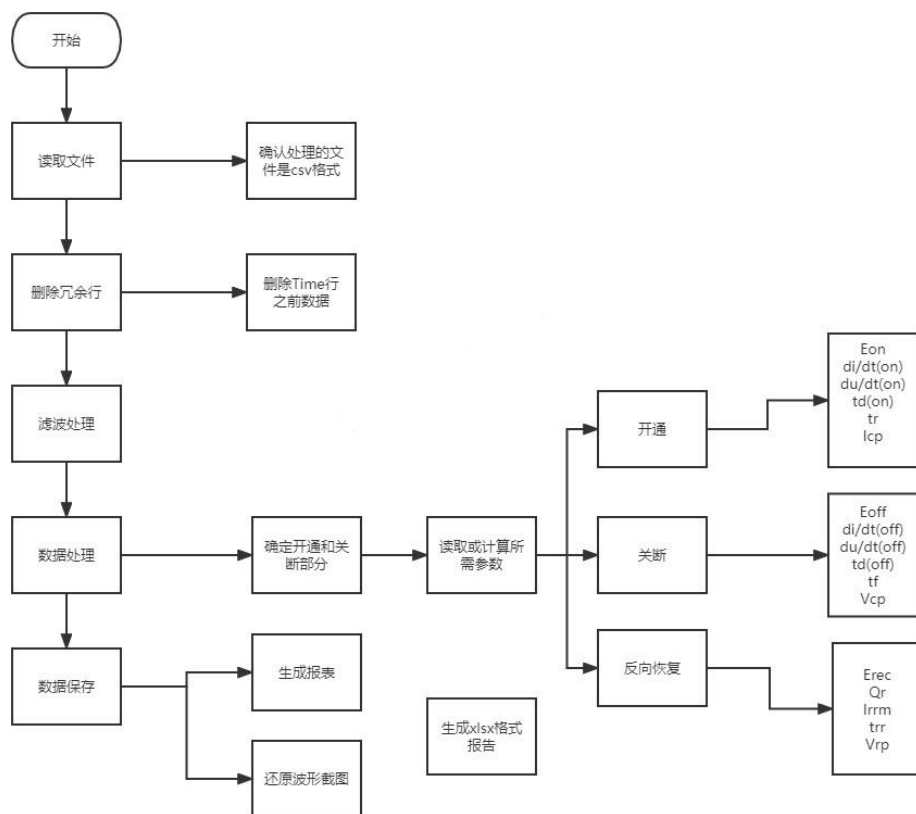 开始
读取文件
确认处理的文
件是csv格式
删除冗余行
删除Time行
之前数据
滤波处理
数据处理
确定开通和关
断部分
读取或计算所
需参数
开通
Eon
di/dt(on)
du/dt(on)
td(on)
tr
Icp
关断
Eoff
di/dt(off)
du/dt(off)
td(off)
tf
Vcp
反向恢复
Erec
Qr
Irrm
trr
Vrp
数据保存
生成报表
生成xlsx格式
报告
还原波形截图